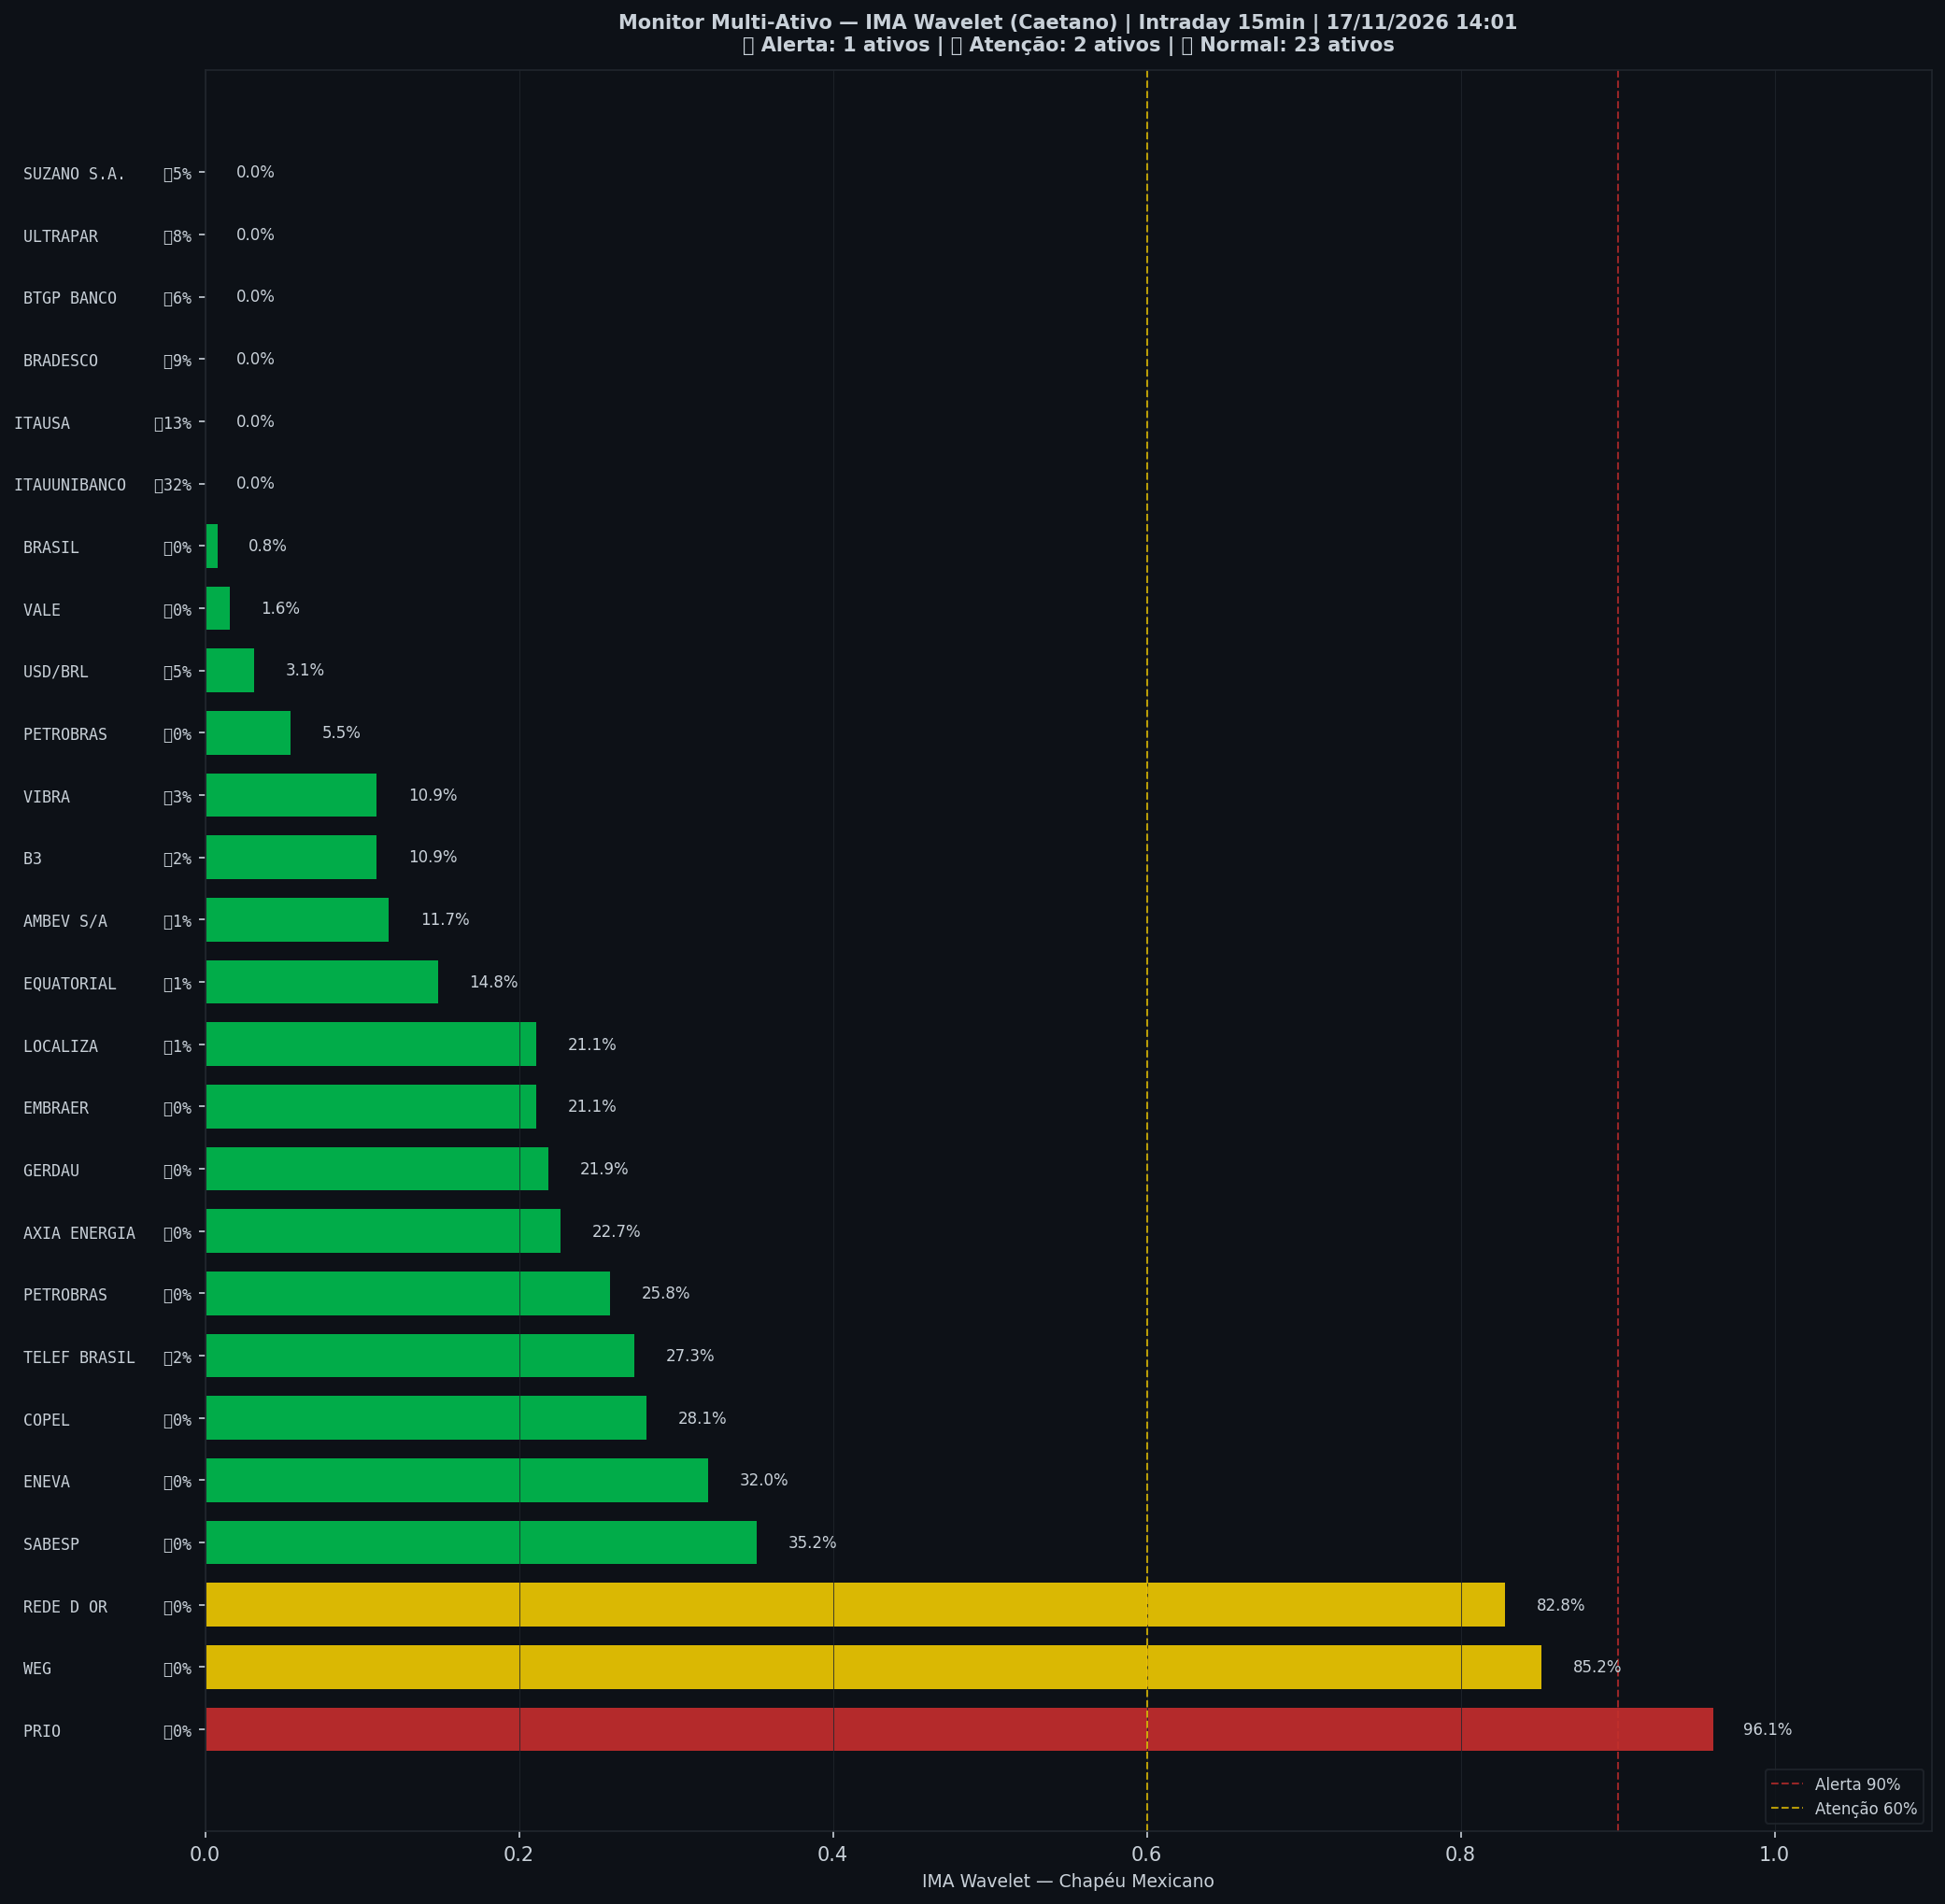 Monitor Multi-Ativo — IMA Wavelet (Caetano) | Intraday 15min | 17/11/2026 14:01
▯ Alerta: 1 ativos | ▯ Atenção: 2 ativos | ▯ Normal: 23 ativos
SUZANO S.A. ▯5% 0.0%
ULTRAPAR ▯8% 0.0%
BTGP BANCO ▯6% 0.0%
BRADESCO ▯9% 0.0%
ITAUSA ▯13% 0.0%
ITAUUNIBANCO ▯32% 0.0%
BRASIL ▯0% 0.8%
VALE ▯0% 1.6%
USD/BRL ▯5% 3.1%
PETROBRAS ▯0% 5.5%
VIBRA ▯3% 10.9%
B3 ▯2% 10.9%
AMBEV S/A ▯1% 11.7%
EQUATORIAL ▯1% 14.8%
LOCALIZA ▯1% 21.1%
EMBRAER ▯0% 21.1%
GERDAU ▯0% 21.9%
AXIA ENERGIA ▯0% 22.7%
PETROBRAS ▯0% 25.8%
TELEF BRASIL ▯2% 27.3%
COPEL ▯0% 28.1%
ENEVA ▯0% 32.0%
SABESP ▯0% 35.2%
REDE D OR ▯0% 82.8%
WEG ▯0% 85.2%
PRIO ▯0% 96.1%
Alerta 90%
Atenção 60%
0.0 0.2 0.4 0.6 0.8 1.0
IMA Wavelet — Chapéu Mexicano